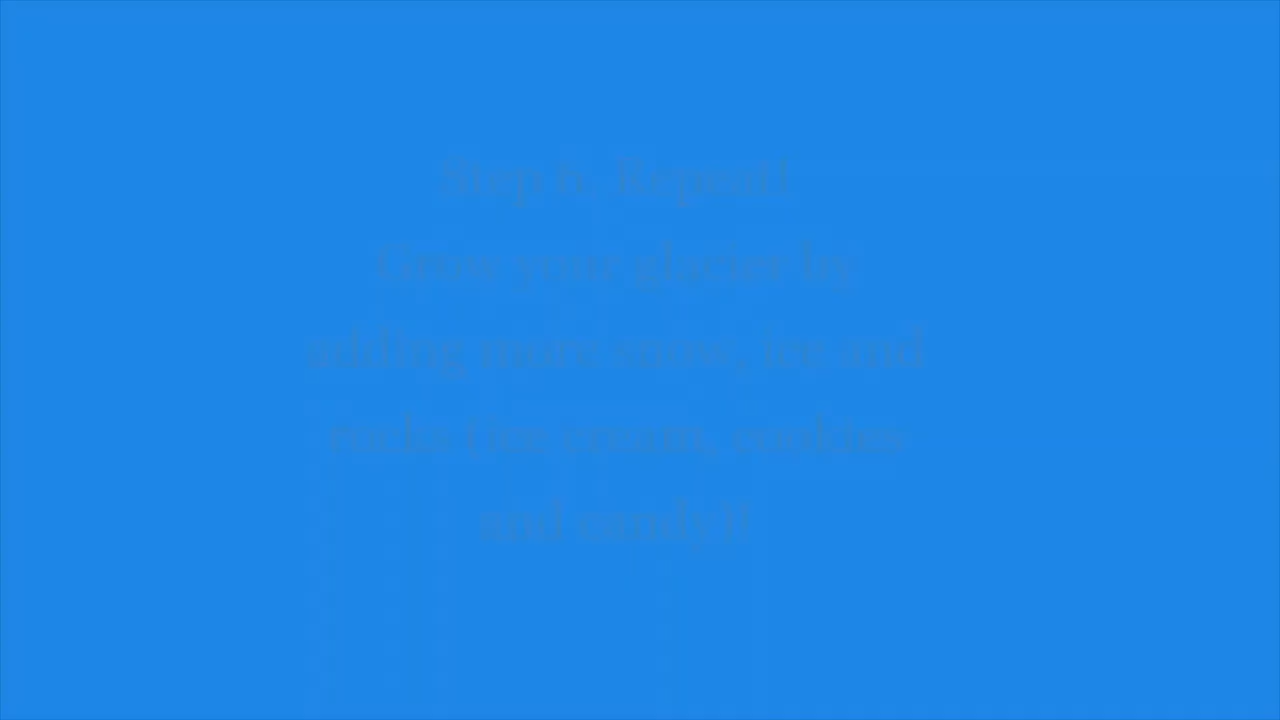 Step 6. Repeat!
Grow your glacier by
adding more snow, ice and
rocks (ice cream, cookies
and candy)!